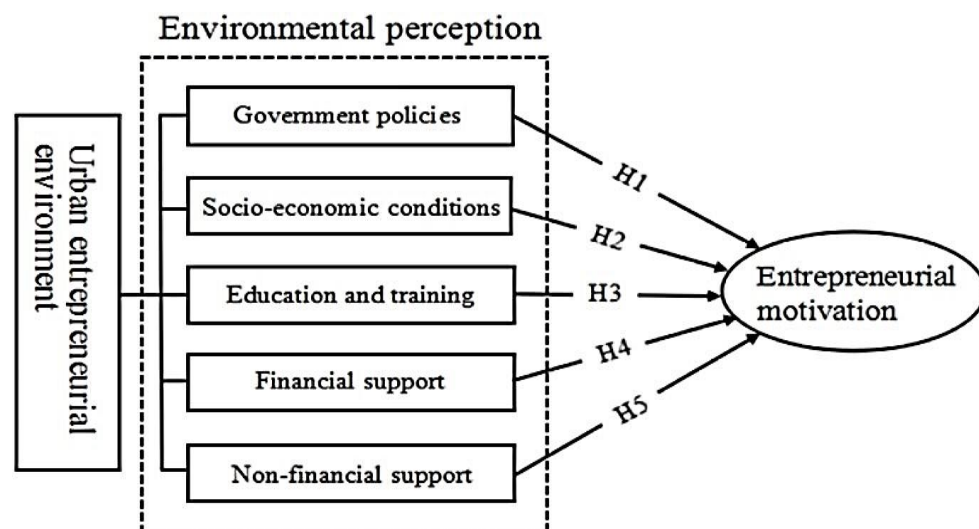 Environmental perception
Urban entrepreneurial
environment
Government policies
Socio-economic conditions
Education and training
Financial support
Non-financial support
H1
H2
H3
H4
H5
Entrepreneurial
motivation